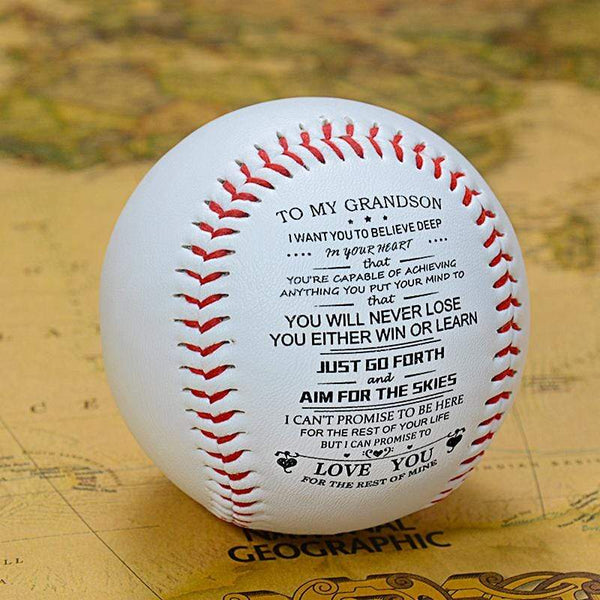 TO MY GRANDSON
I WANT YOU TO BELIEVE DEEP
IN YOUR HEART
that
YOU'RE CAPABLE OF ACHIEVING
ANYTHING YOU PUT YOUR MIND TO
that
YOU WILL NEVER LOSE
YOU EITHER WIN OR LEARN
JUST GO FORTH
and
AIM FOR THE SKIES
I CAN'T PROMISE TO BE HERE
FOR THE REST OF YOUR LIFE
BUT I CAN PROMISE TO
LOVE YOU
FOR THE REST OF MINE
NATIONAL
GEOGRAPHIC